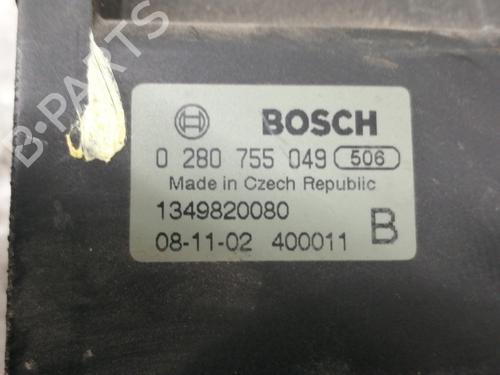 B-PARTS
BOSCH
0 280 755 049 506
Made in Czech Republic
1349820080
08-11-02 400011 B